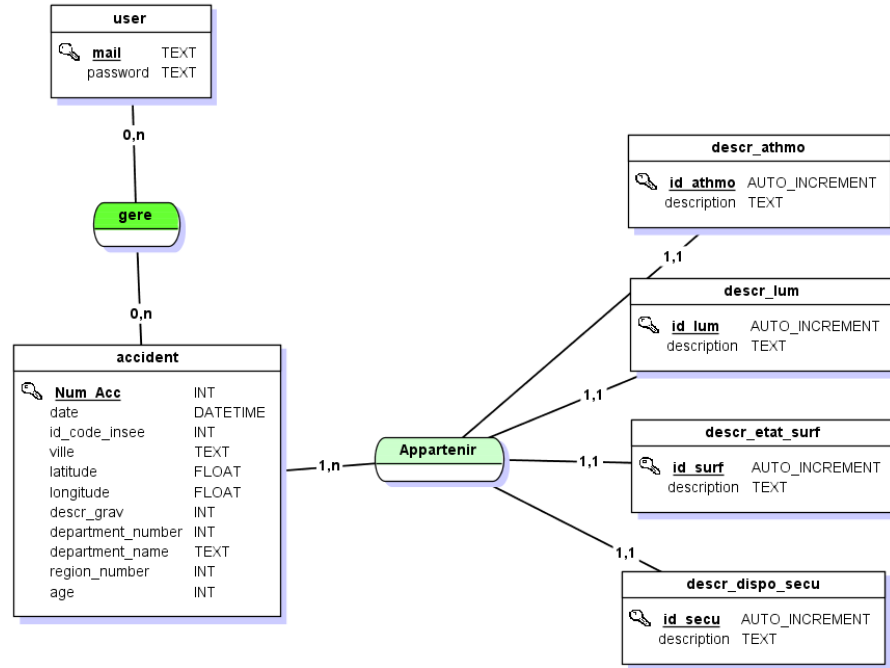 user
mail TEXT
password TEXT
0,n
gere
0,n
accident
Num_Acc INT
date DATETIME
id_code_insee INT
ville TEXT
latitude FLOAT
longitude FLOAT
descr_grav INT
department_number INT
department_name TEXT
region_number INT
age INT
1,n
Appartenir
1,1
descr_athmo
id_athmo AUTO_INCREMENT
description TEXT
1,1
descr_lum
id_lum AUTO_INCREMENT
description TEXT
1,1
descr_etat_surf
id_surf AUTO_INCREMENT
description TEXT
1,1
descr_dispo_secu
id_secu AUTO_INCREMENT
description TEXT